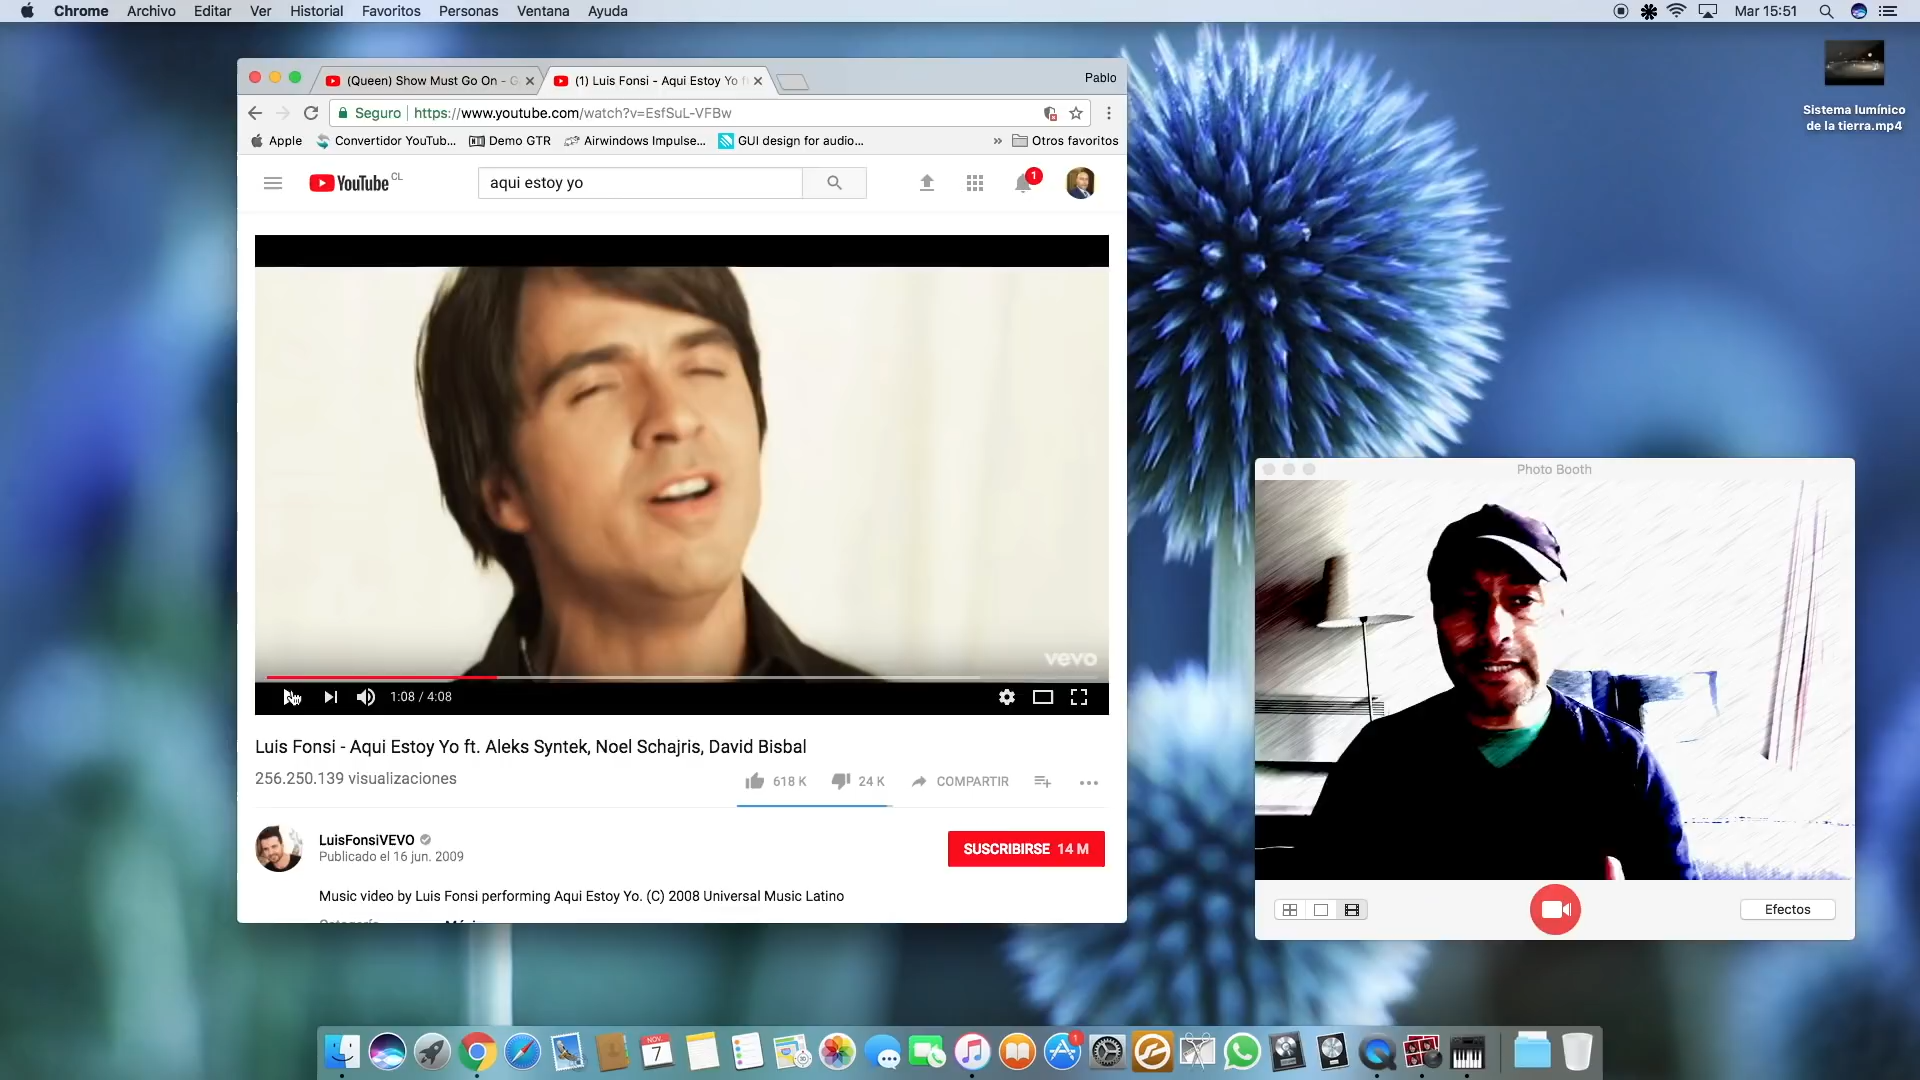 Chrome Archivo Editar Ver Historial Favoritos Personas Ventana Ayuda Mar 15:51
Sistema lumínico
de la tierra.mp4
(Queen) Show Must Go On - (1) Luis Fonsi - Aqui Estoy Yo Pablo
Seguro https://www.youtube.com/watch?v=EsfSuL-VFBw
Apple Convertidor YouTub... Demo GTR Airwindows Impulse... GUI design for audio... » Otros favoritos
YouTube CL aqui estoy yo 1
vevo
1:08 / 4:08
Luis Fonsi - Aqui Estoy Yo ft. Aleks Syntek, Noel Schajris, David Bisbal
256.250.139 visualizaciones 618 K 24 K COMPARTIR
LuisFonsiVEVO
Publicado el 16 jun. 2009
SUSCRIBIRSE 14 M
Music video by Luis Fonsi performing Aqui Estoy Yo. (C) 2008 Universal Music Latino
Photo Booth
Efectos
NOV.
7
1